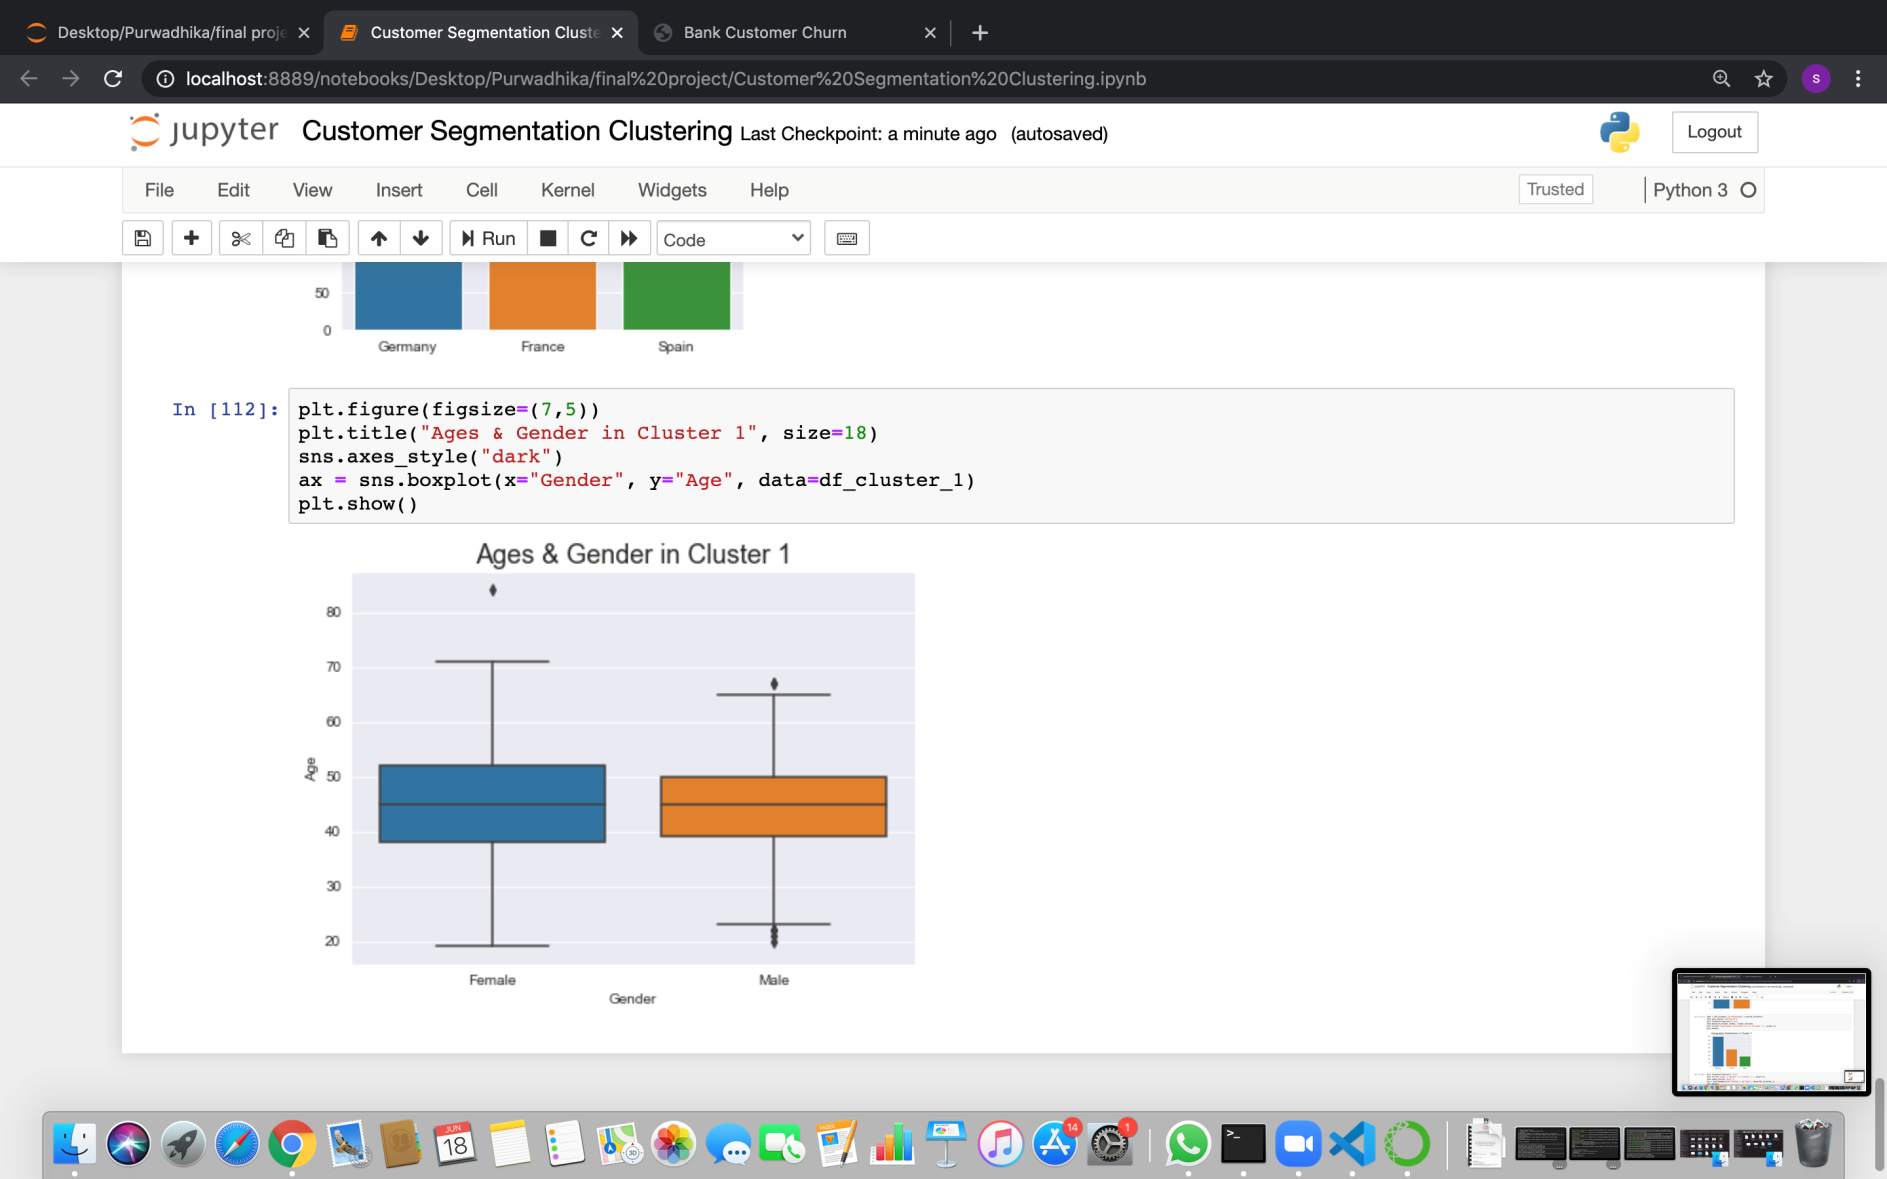 Desktop/Purwadhika/final proje
Customer Segmentation Cluste
Bank Customer Churn
localhost:8889/notebooks/Desktop/Purwadhika/final%20project/Customer%20Segmentation%20Clustering.ipynb
S
jupyter Customer Segmentation Clustering Last Checkpoint: a minute ago (autosaved)
Logout
File Edit View Insert Cell Kernel Widgets Help
Trusted
Python 3
Run
Code
50
0
Germany France Spain
In [112]:
plt.figure(figsize=(7,5))
plt.title("Ages & Gender in Cluster 1", size=18)
sns.axes_style("dark")
ax = sns.boxplot(x="Gender", y="Age", data=df_cluster_1)
plt.show()
Ages & Gender in Cluster 1
80
70
60
50
40
30
20
Age
Female Male
Gender
JUN
18
3D
PAGES
14
1
>_